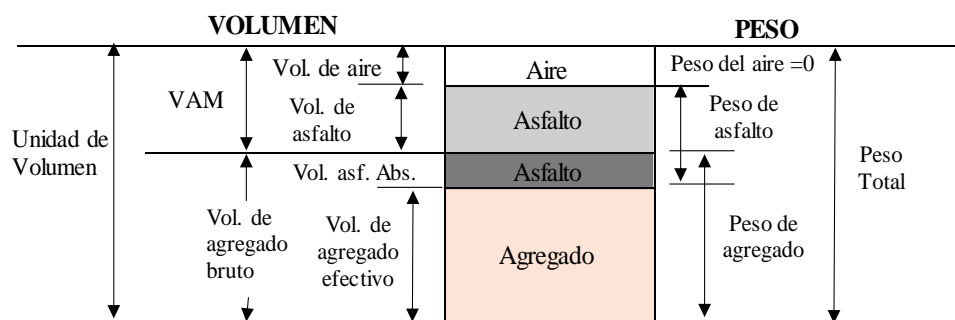 VOLUMEN
PESO
Vol. de aire
Aire
Peso del aire =0
VAM
Vol. de
asfalto
Asfalto
Peso de
asfalto
Unidad de
Volumen
Vol. asf. Abs.
Asfalto
Peso
Total
Vol. de
agregado
bruto
Vol. de
agregado
efectivo
Agregado
Peso de
agregado